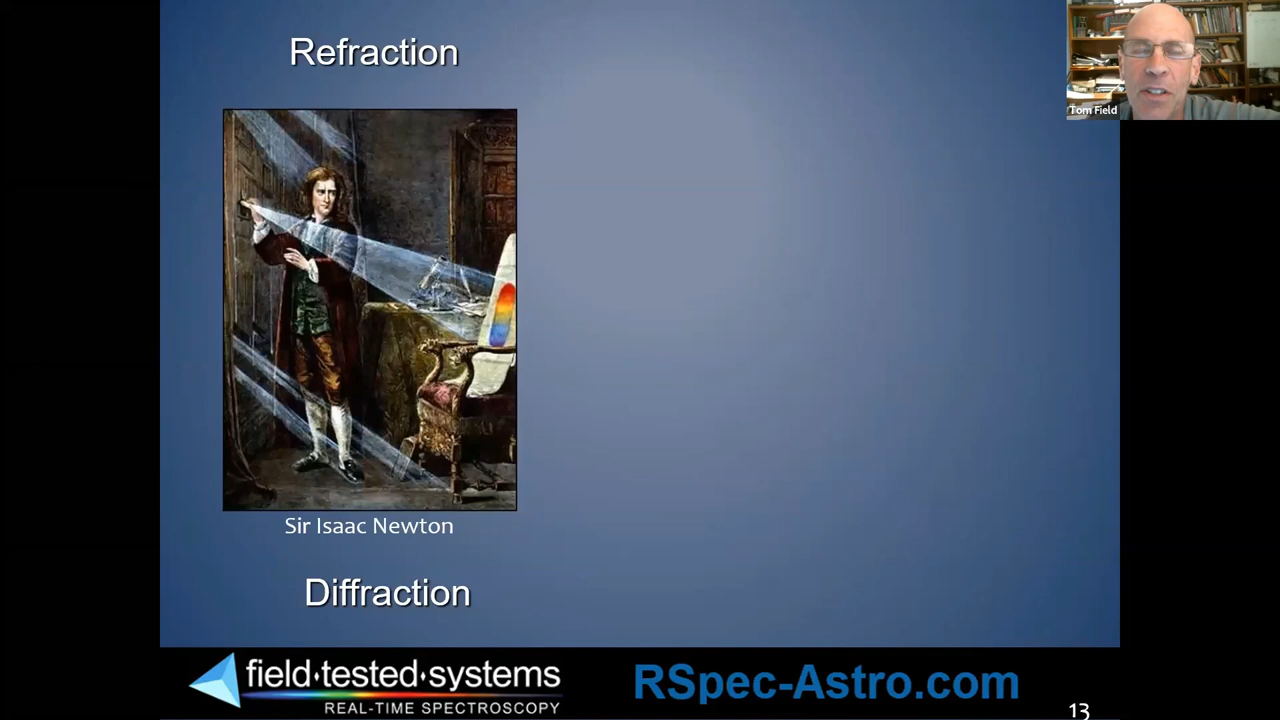 Refraction
Tom Field
Sir Isaac Newton
Diffraction
field·tested·systems
REAL-TIME SPECTROSCOPY
RSpec-Astro.com
13